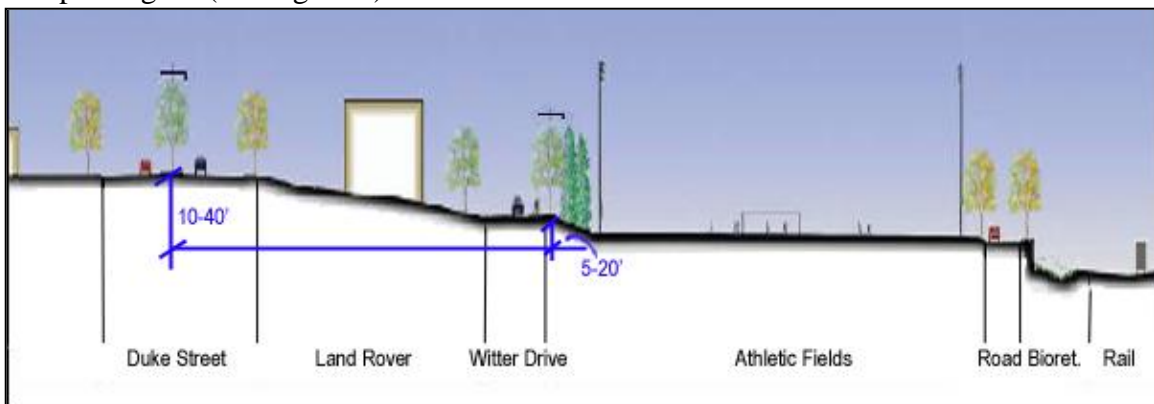 10-40'
5-20'
Duke Street Land Rover Witter Drive Athletic Fields Road Bioret. Rail